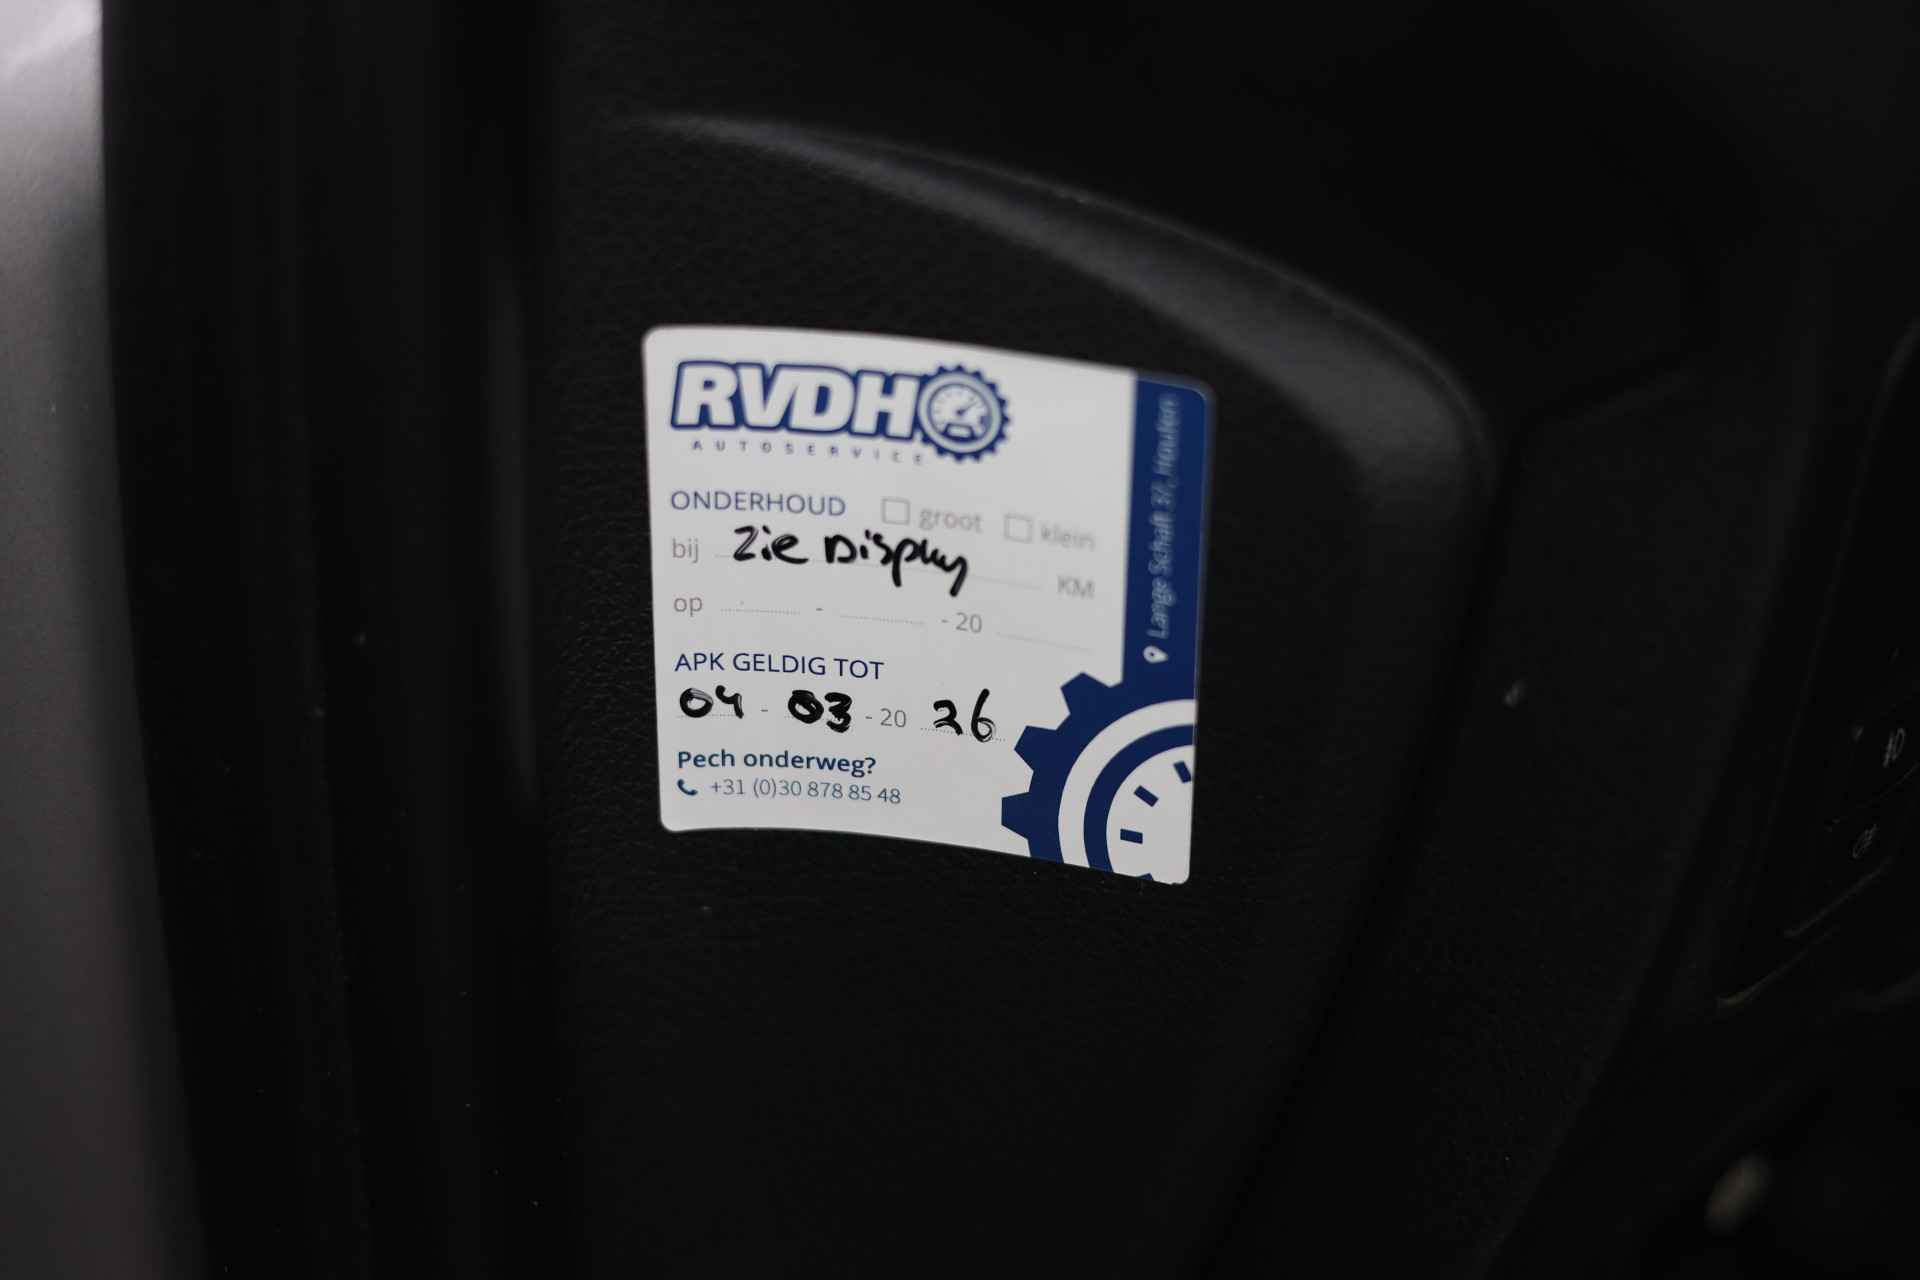 RVDH
AUTOSERVICE
ONDERHOUD groot klein
bij Zie Display KM
op - - 20
APK GELDIG TOT
04 - 03 - 20 26
Pech onderweg?
+31 (0)30 878 85 48
Lange Schaft 37, Houten